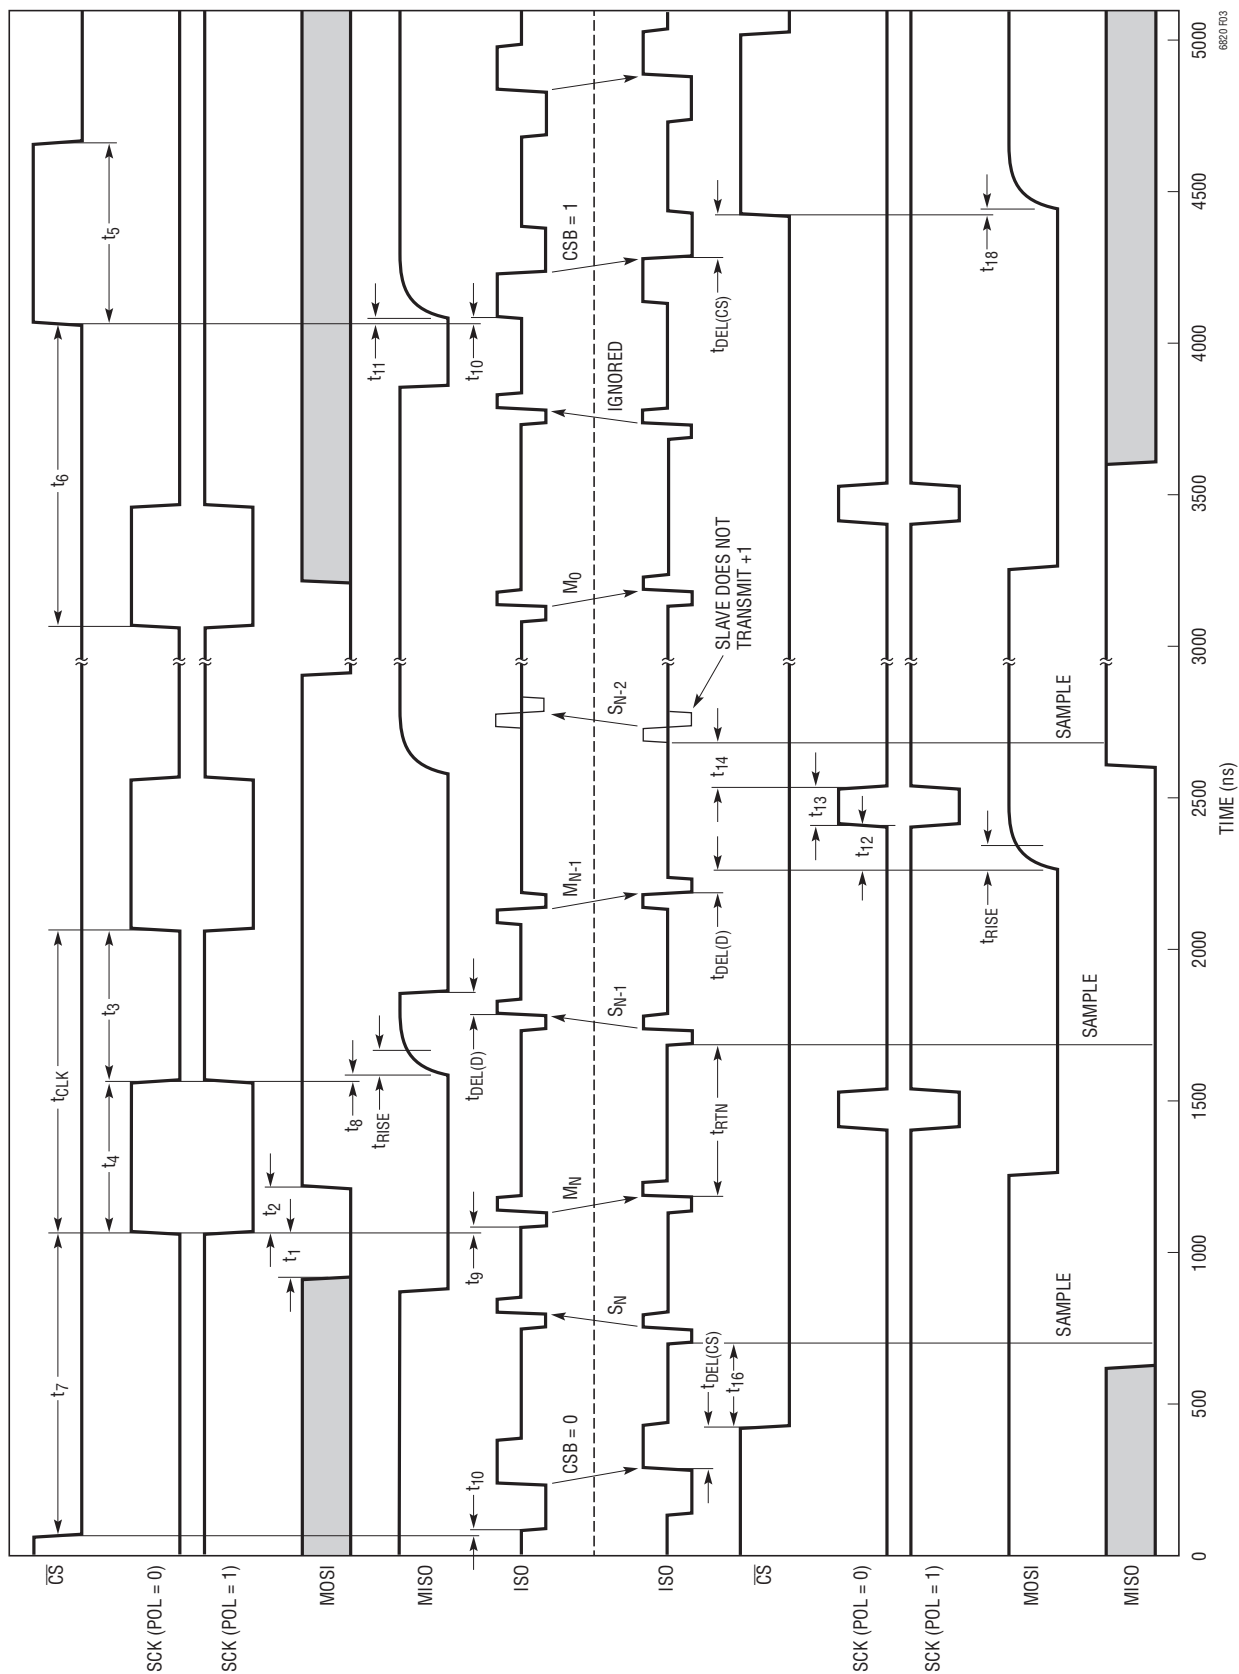 CS
SCK (POL = 0)
SCK (POL = 1)
MOSI
MISO
ISO
ISO
CS
SCK (POL = 0)
SCK (POL = 1)
MOSI
MISO
t7
t6
t5
tCLK
t4
t3
t1
t2
t8
tRISE
t11
t10
t9
tDEL(D)
t10
CSB = 0
SN
MN
SN-1
MN-1
SN-2
M0
IGNORED
CSB = 1
SLAVE DOES NOT
TRANSMIT +1
tDEL(CS)
t16
tRTN
tDEL(D)
t14
tDEL(CS)
t12
t13
tRISE
t18
SAMPLE
SAMPLE
SAMPLE
0
500
1000
1500
2000
2500
3000
3500
4000
4500
5000
TIME (ns)
6820 F03